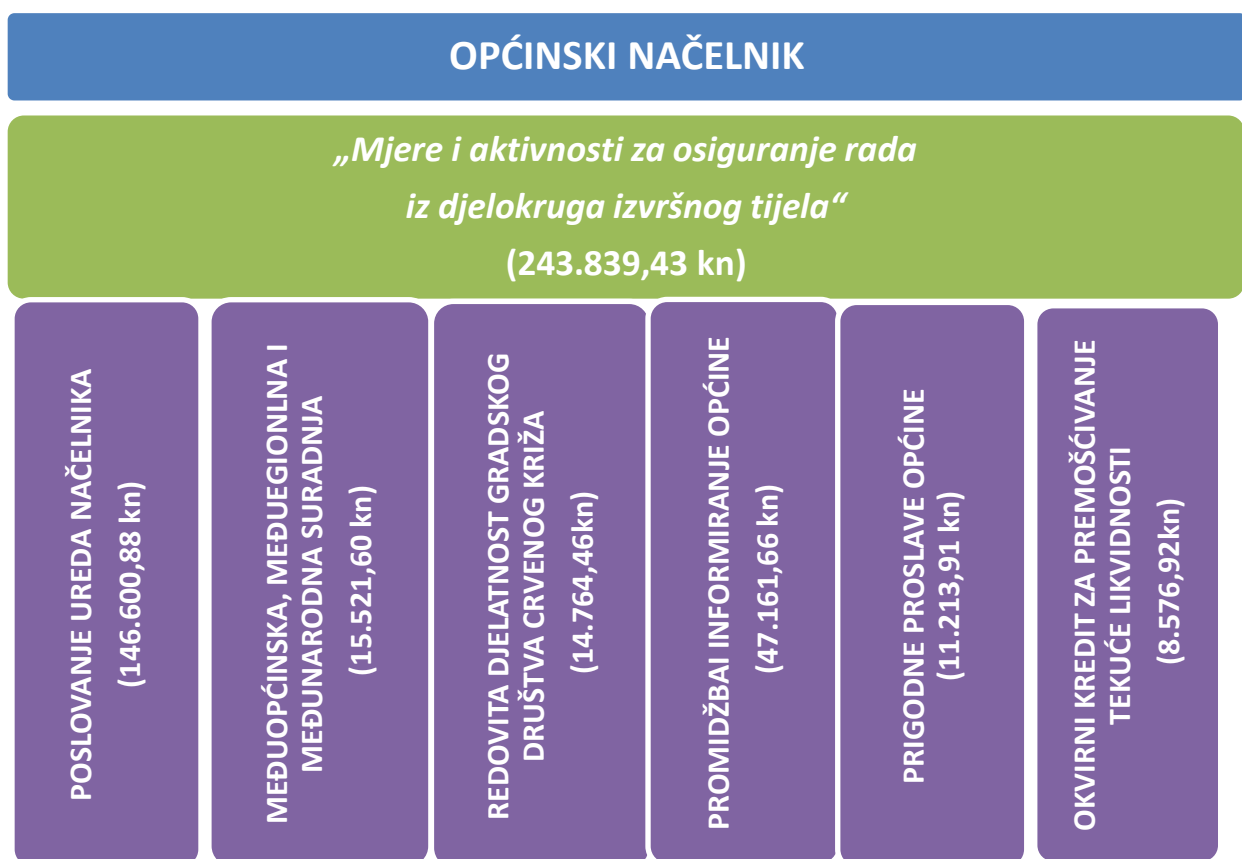 OPĆINSKI NAČELNIK
„Mjere i aktivnosti za osiguranje rada
iz djelokruga izvršnog tijela“
(243.839,43 kn)
POSLOVANJE UREDA NAČELNIKA
(146.600,88 kn)
MEĐUOPĆINSKA, MEĐUEGIONLNA I
MEĐUNARODNA SURADNJA
(15.521,60 kn)
REDOVITA DJELATNOST GRADSKOG
DRUŠTVA CRVENOG KRIŽA
(14.764,46kn)
PROMIDŽBAI INFORMIRANJE OPĆINE
(47.161,66 kn)
PRIGODNE PROSLAVE OPĆINE
(11.213,91 kn)
OKVIRNI KREDIT ZA PREMOŠĆIVANJE
TEKUĆE LIKVIDNOSTI
(8.576,92kn)